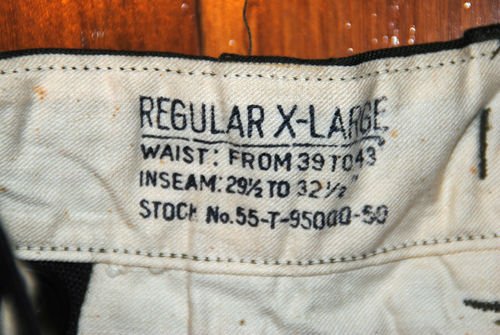 REGULAR X-LARGE
WAIST: FROM 39 TO 43"
INSEAM: 29½ TO 32½"
STOCK No. 55-T-95000-50